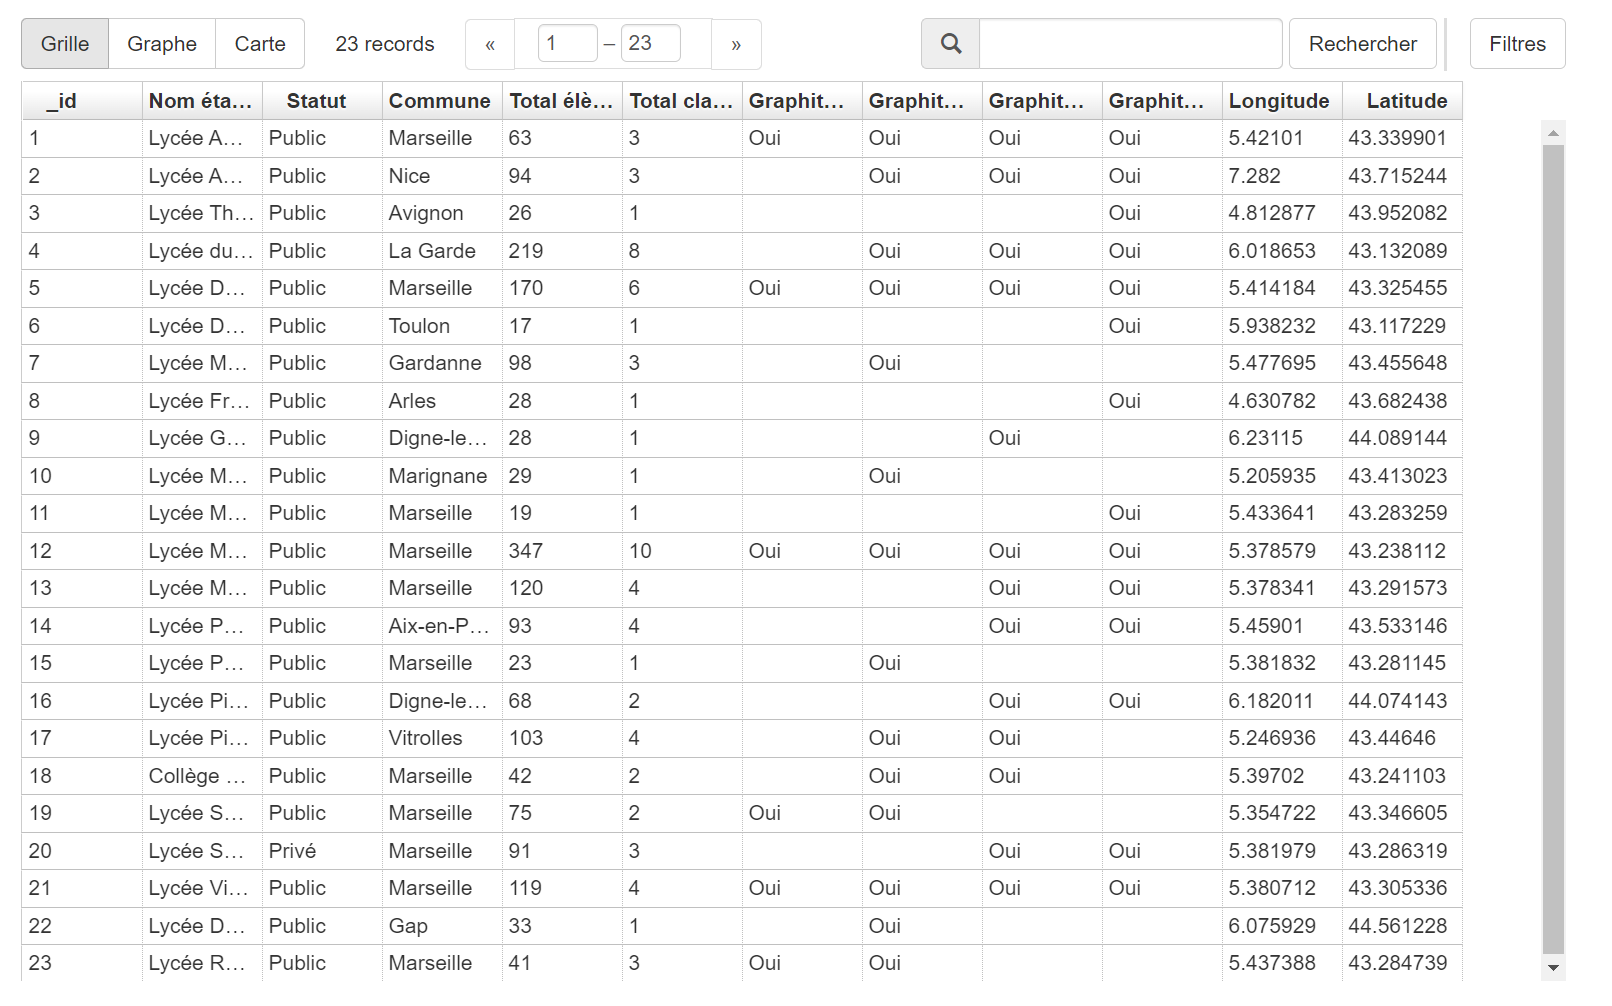 Grille Graphe Carte 23 records « 1 – 23 » Rechercher Filtres
_id Nom éta... Statut Commune Total élè... Total cla... Graphit... Graphit... Graphit... Graphit... Longitude Latitude
1 Lycée A... Public Marseille 63 3 Oui Oui Oui Oui 5.42101 43.339901
2 Lycée A... Public Nice 94 3 Oui Oui Oui 7.282 43.715244
3 Lycée Th... Public Avignon 26 1 Oui 4.812877 43.952082
4 Lycée du... Public La Garde 219 8 Oui Oui Oui 6.018653 43.132089
5 Lycée D... Public Marseille 170 6 Oui Oui Oui Oui 5.414184 43.325455
6 Lycée D... Public Toulon 17 1 Oui 5.938232 43.117229
7 Lycée M... Public Gardanne 98 3 Oui 5.477695 43.455648
8 Lycée Fr... Public Arles 28 1 Oui 4.630782 43.682438
9 Lycée G... Public Digne-le... 28 1 Oui 6.23115 44.089144
10 Lycée M... Public Marignane 29 1 Oui 5.205935 43.413023
11 Lycée M... Public Marseille 19 1 Oui 5.433641 43.283259
12 Lycée M... Public Marseille 347 10 Oui Oui Oui Oui 5.378579 43.238112
13 Lycée M... Public Marseille 120 4 Oui Oui 5.378341 43.291573
14 Lycée P... Public Aix-en-P... 93 4 Oui Oui 5.45901 43.533146
15 Lycée P... Public Marseille 23 1 Oui 5.381832 43.281145
16 Lycée Pi... Public Digne-le... 68 2 Oui Oui 6.182011 44.074143
17 Lycée Pi... Public Vitrolles 103 4 Oui Oui 5.246936 43.44646
18 Collège ... Public Marseille 42 2 Oui Oui 5.39702 43.241103
19 Lycée S... Public Marseille 75 2 Oui Oui 5.354722 43.346605
20 Lycée S... Privé Marseille 91 3 Oui Oui 5.381979 43.286319
21 Lycée Vi... Public Marseille 119 4 Oui Oui Oui Oui 5.380712 43.305336
22 Lycée D... Public Gap 33 1 Oui 6.075929 44.561228
23 Lycée R... Public Marseille 41 3 Oui Oui 5.437388 43.284739